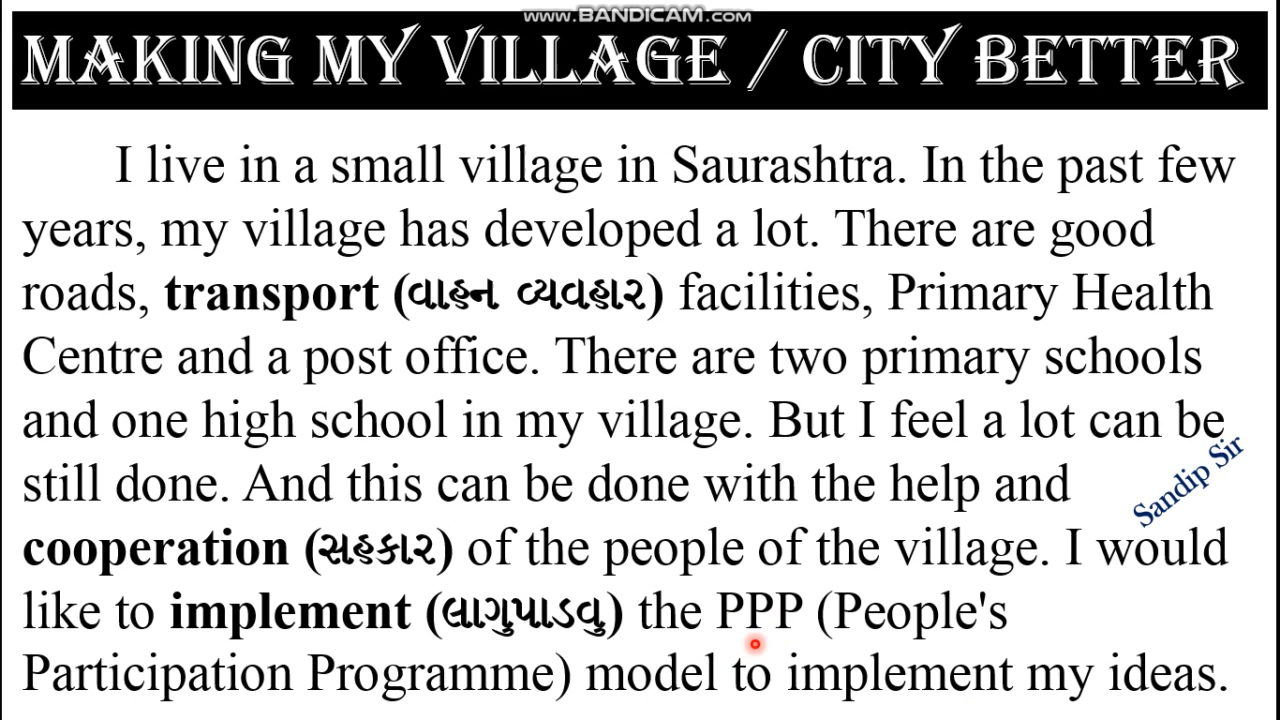 www.BANDICAM.com
MAKING MY VILLAGE / CITY BETTER
I live in a small village in Saurashtra. In the past few
years, my village has developed a lot. There are good
roads, transport (વાહન વ્યવહાર) facilities, Primary Health
Centre and a post office. There are two primary schools
and one high school in my village. But I feel a lot can be
still done. And this can be done with the help and
Sandip Sir
cooperation (સહકાર) of the people of the village. I would
like to implement (લાગુપાડવુ) the PPP (People's
Participation Programme) model to implement my ideas.